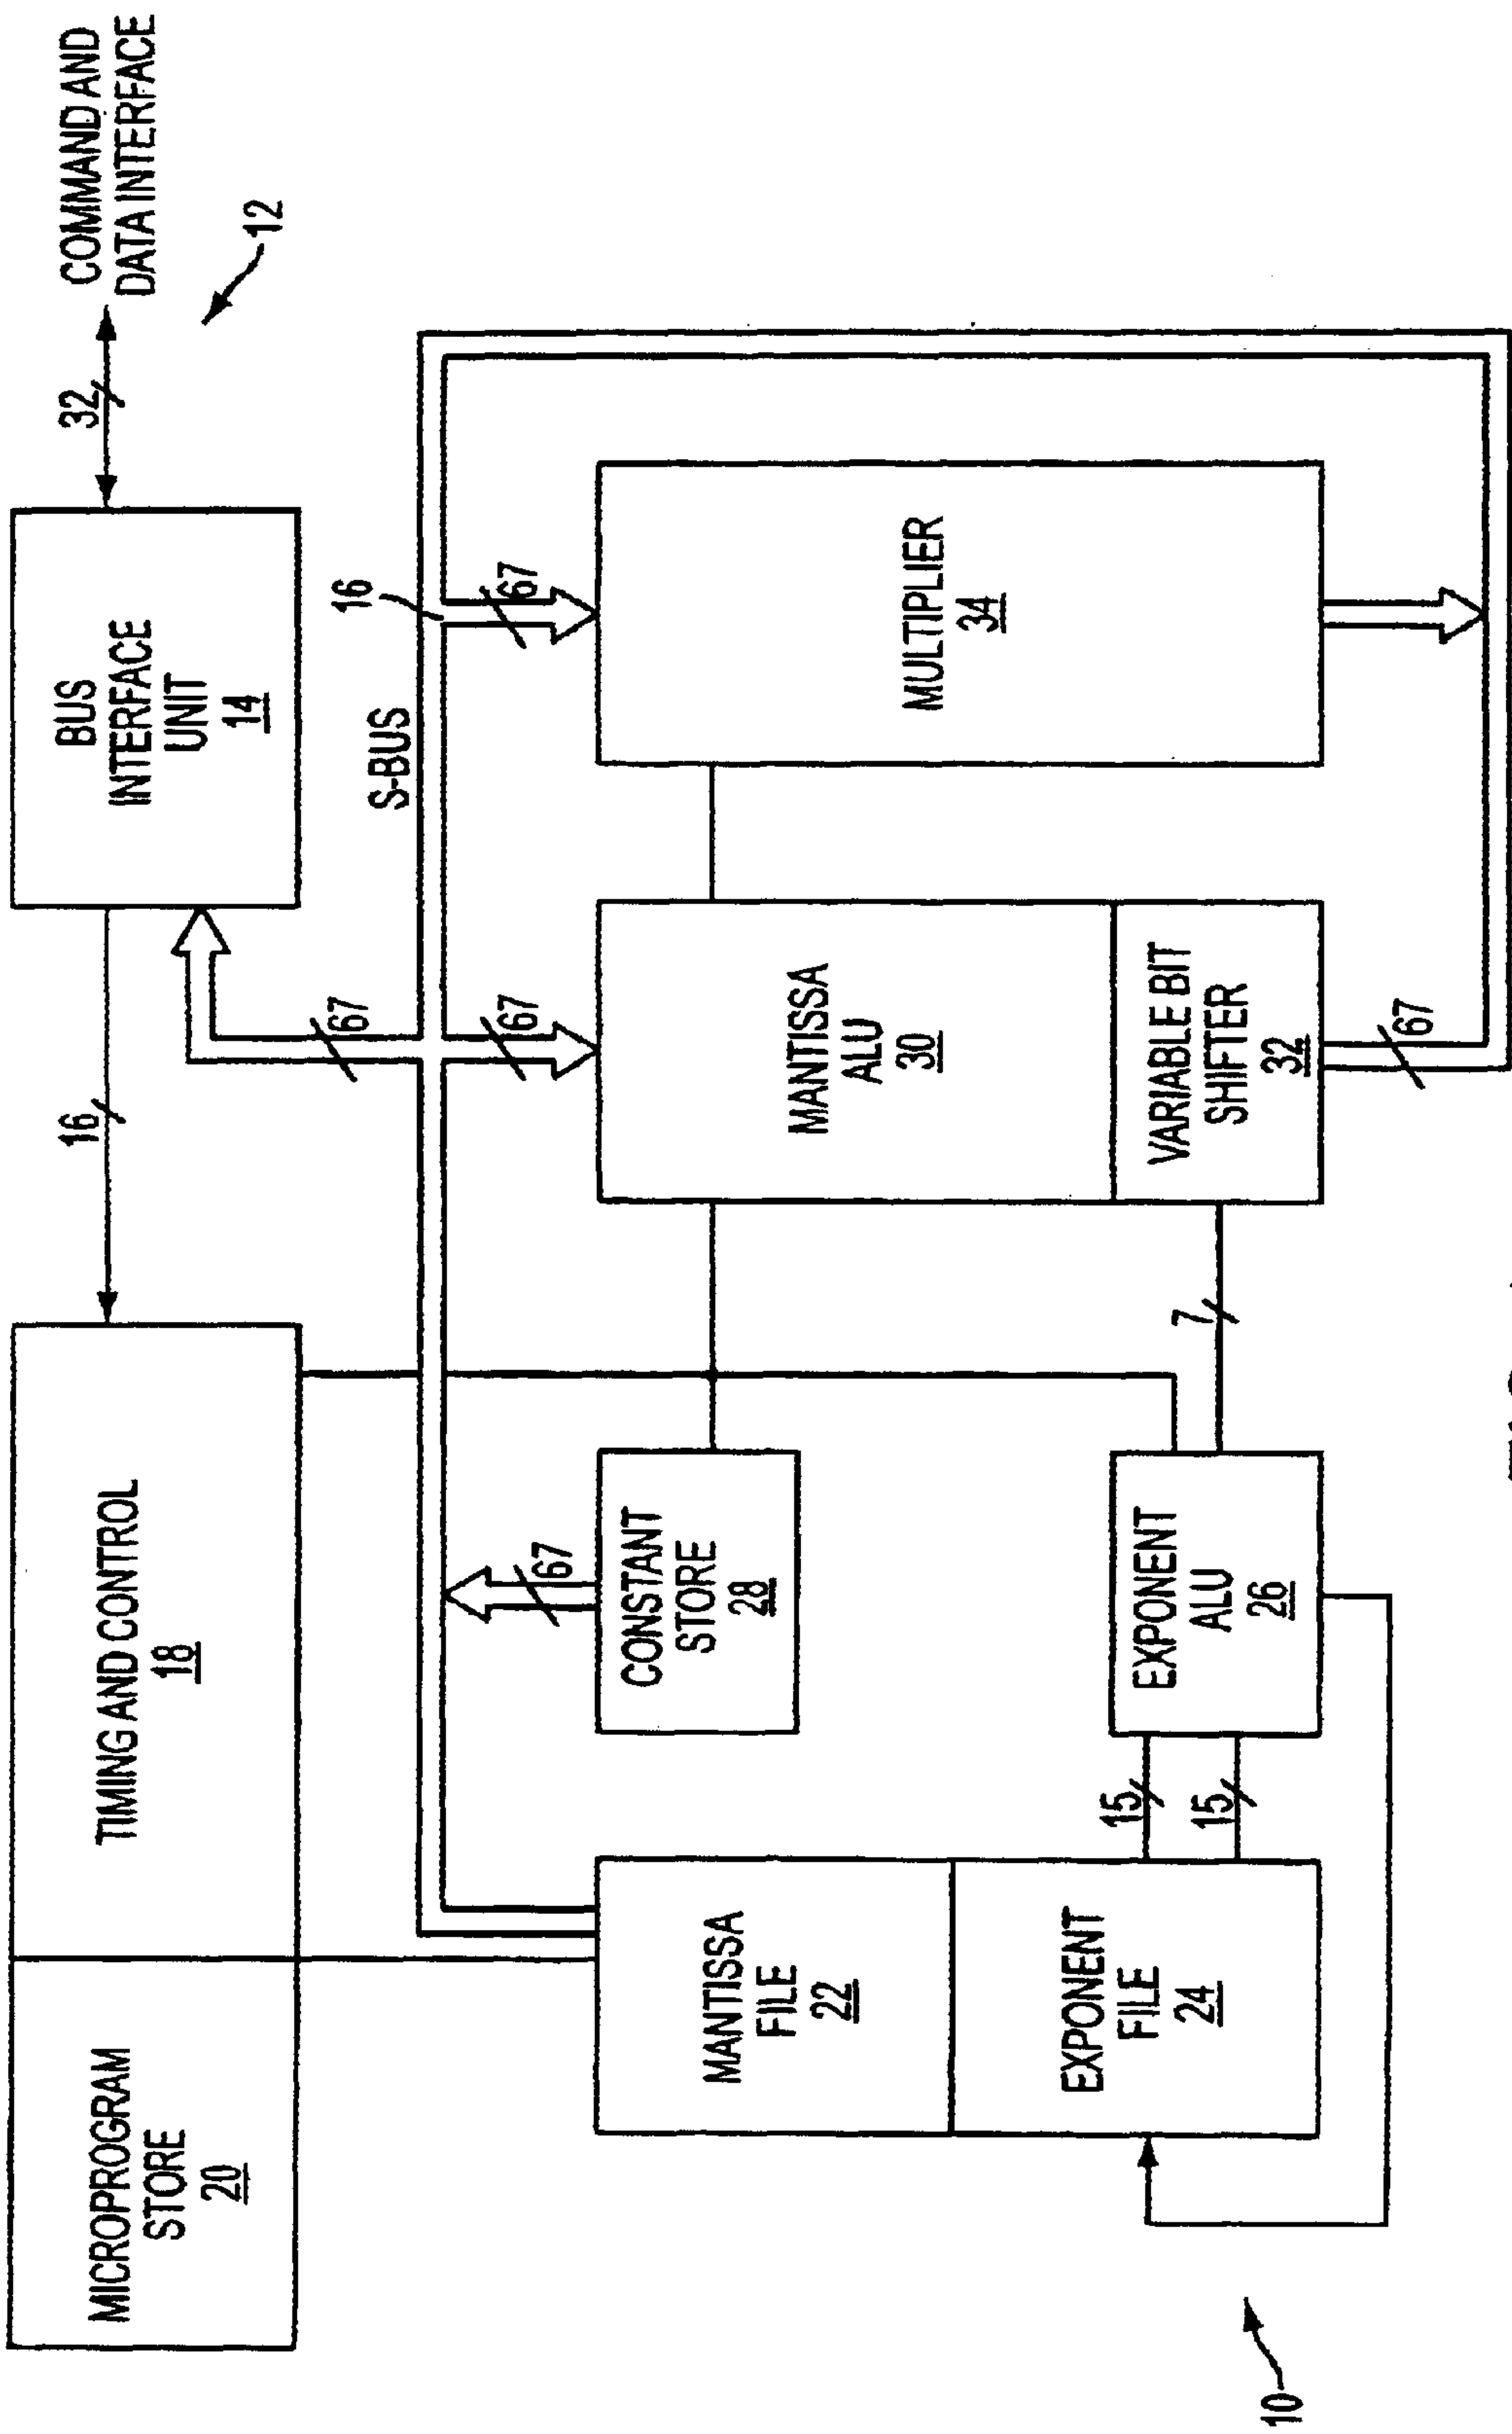 COMMAND AND
DATA INTERFACE
12
32
BUS
INTERFACE
UNIT
14
16
TIMING AND CONTROL
18
MICROPROGRAM
STORE
20
S-BUS
16
67
67
67
67
MULTIPLIER
34
MANTISSA
ALU
30
VARIABLE BIT
SHIFTER
32
67
7
CONSTANT
STORE
28
EXPONENT
ALU
26
15
15
MANTISSA
FILE
22
EXPONENT
FILE
24
10